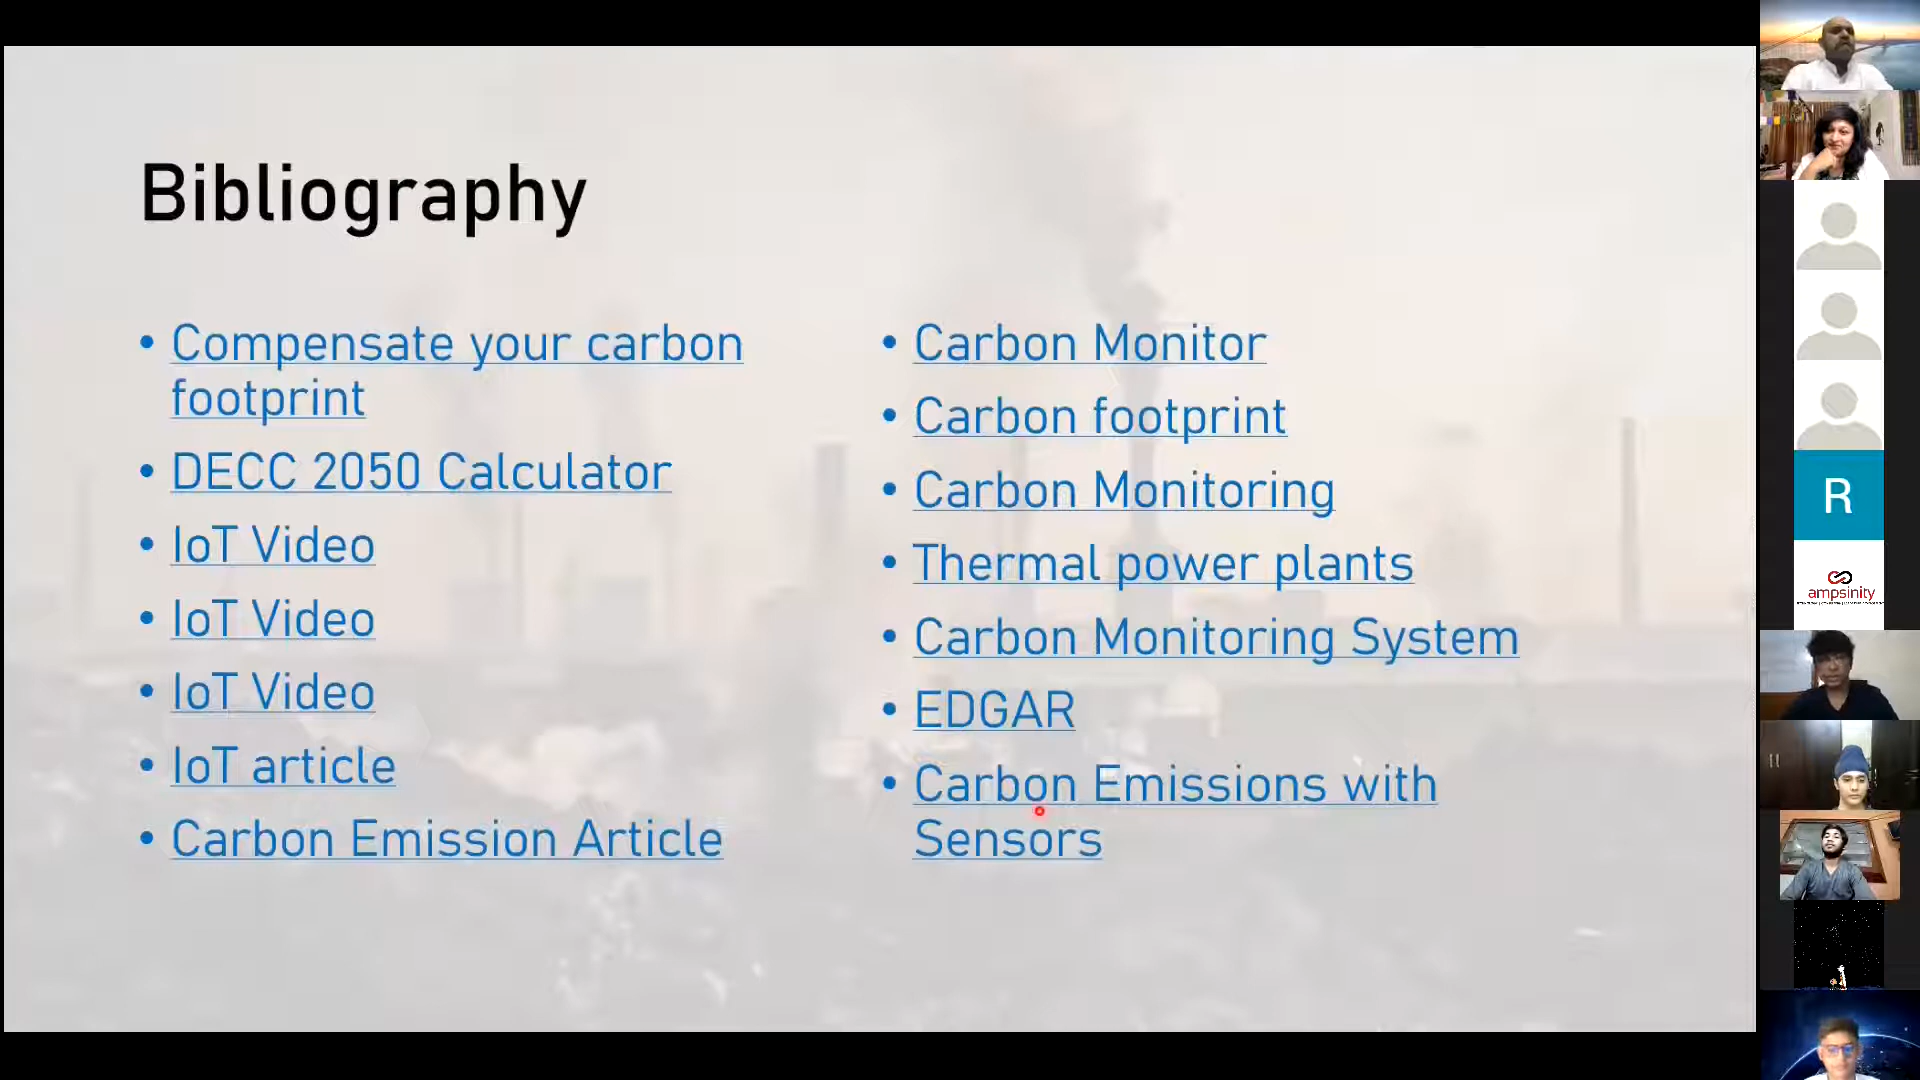 Bibliography
• Compensate your carbon
footprint
• DECC 2050 Calculator
• IoT Video
• IoT Video
• IoT Video
• IoT article
• Carbon Emission Article
• Carbon Monitor
• Carbon footprint
• Carbon Monitoring
• Thermal power plants
• Carbon Monitoring System
• EDGAR
• Carbon Emissions with
Sensors
R
ampsinity